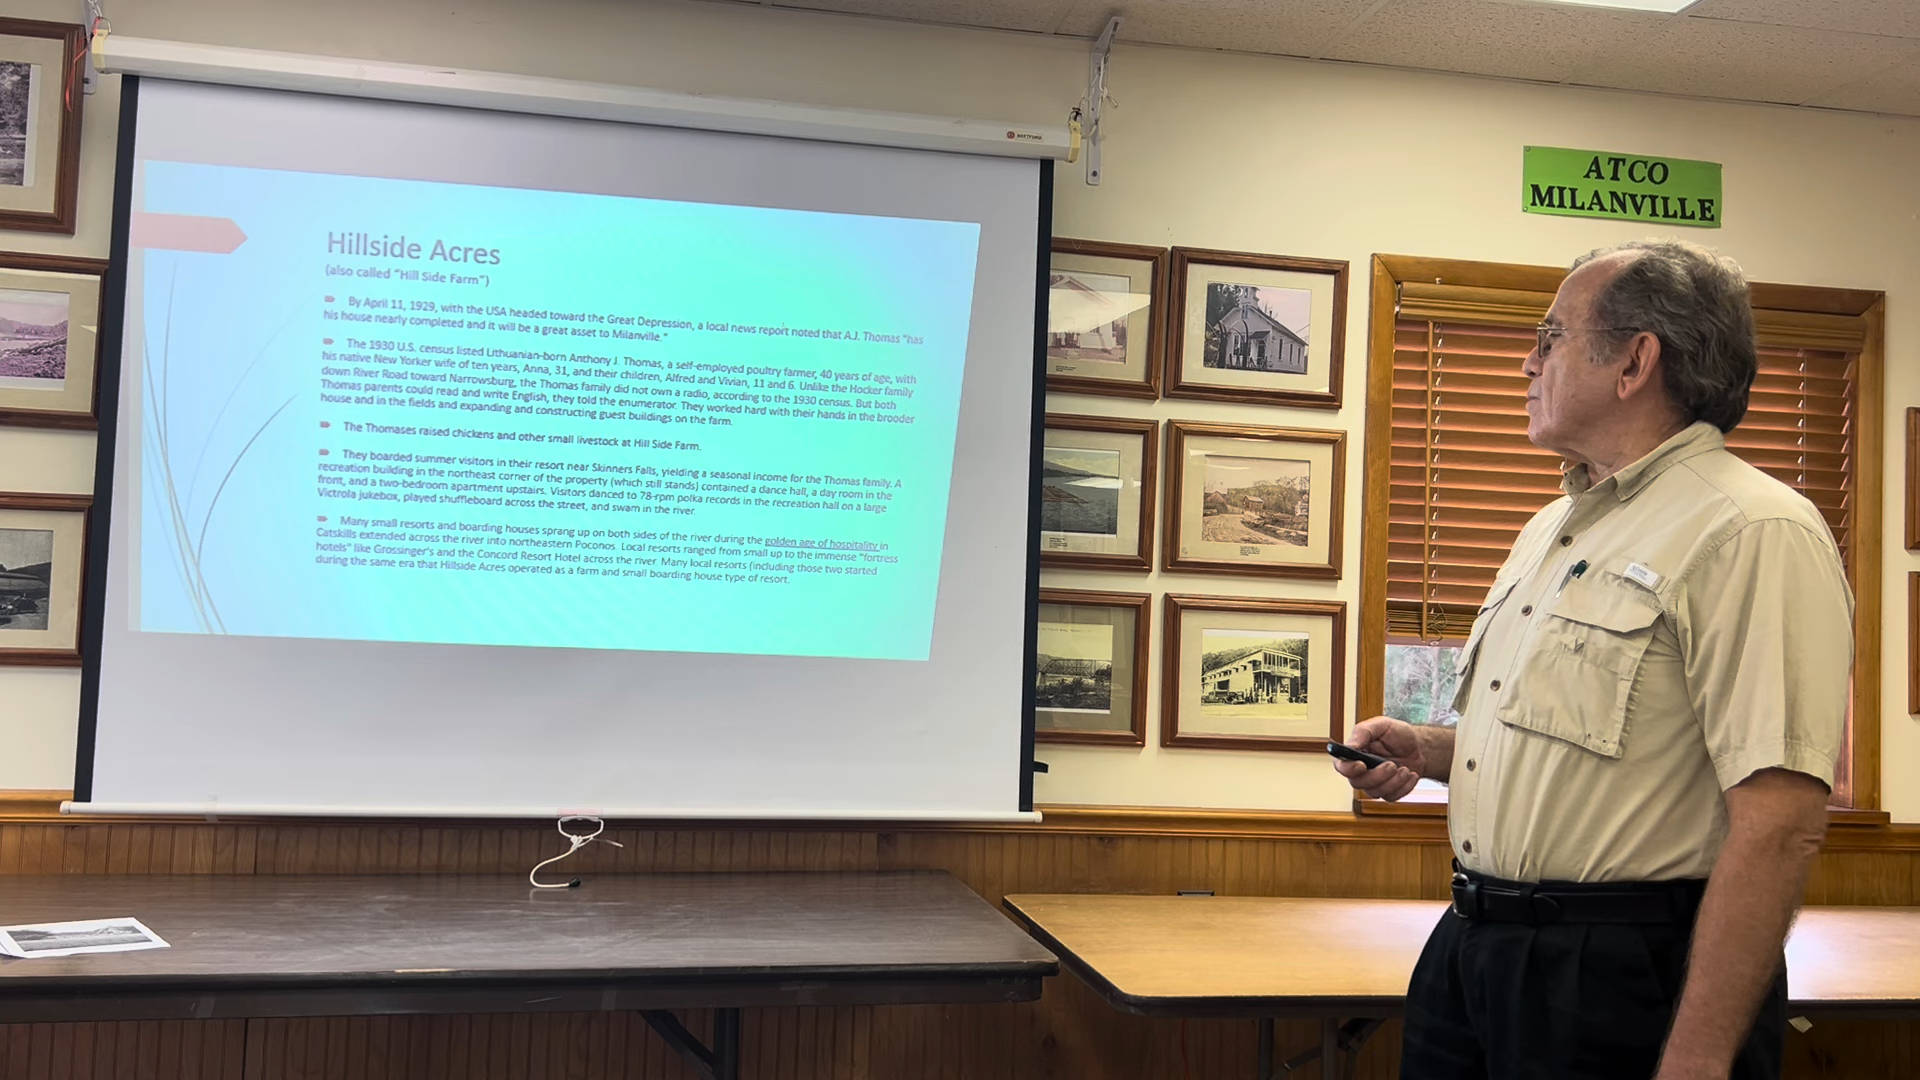 Hillside Acres
(also called "Hill Side Farm")
By April 11, 1929, with the USA headed toward the Great Depression, a local news report noted that A.J. Thomas "has
his house nearly completed and it will be a great asset to Milanville."
The 1930 U.S. census listed Lithuanian-born Anthony J. Thomas, a self-employed poultry farmer, 40 years of age, with
his native New Yorker wife of ten years, Anna, 31, and their children, Alfred and Vivian, 11 and 6. Unlike the Hocker family
down River Road toward Narrowsburg, the Thomas family did not own a radio, according to the 1930 census. But both
Thomas parents could read and write English, they told the enumerator. They worked hard with their hands in the brooder
house and in the fields and expanding and constructing guest buildings on the farm.
The Thomases raised chickens and other small livestock at Hill Side Farm.
They boarded summer visitors in their resort near Skinners Falls, yielding a seasonal income for the Thomas family. A
recreation building in the northeast corner of the property (which still stands) contained a dance hall, a day room in the
front, and a two-bedroom apartment upstairs. Visitors danced to 78-rpm polka records in the recreation hall on a large
Victrola jukebox, played shuffleboard across the street, and swam in the river.
Many small resorts and boarding houses sprang up on both sides of the river during the golden age of hospitality in
Catskills extended across the river into northeastern Poconos. Local resorts ranged from small up to the immense "fortress
hotels" like Grossinger's and the Concord Resort Hotel across the river. Many local resorts (including those two started
during the same era that Hillside Acres operated as a farm and small boarding house type of resort.
ATCO
MILANVILLE